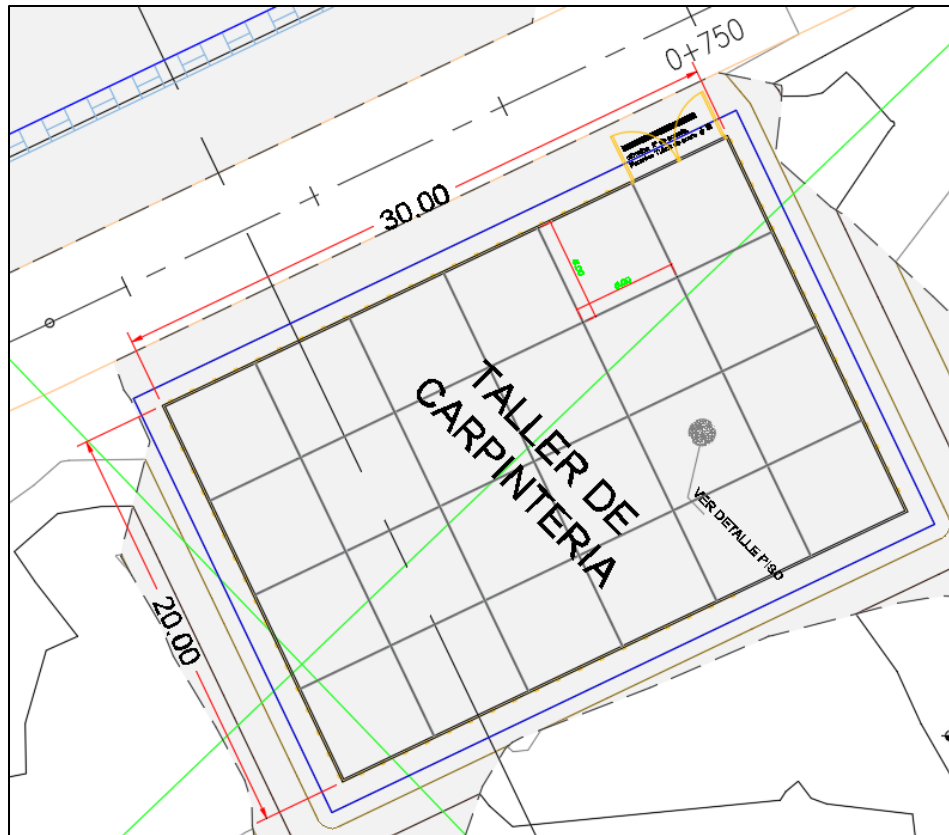 0+750
30.00
TALLER DE
CARPINTERIA
VER DETALLE PISO
20.00